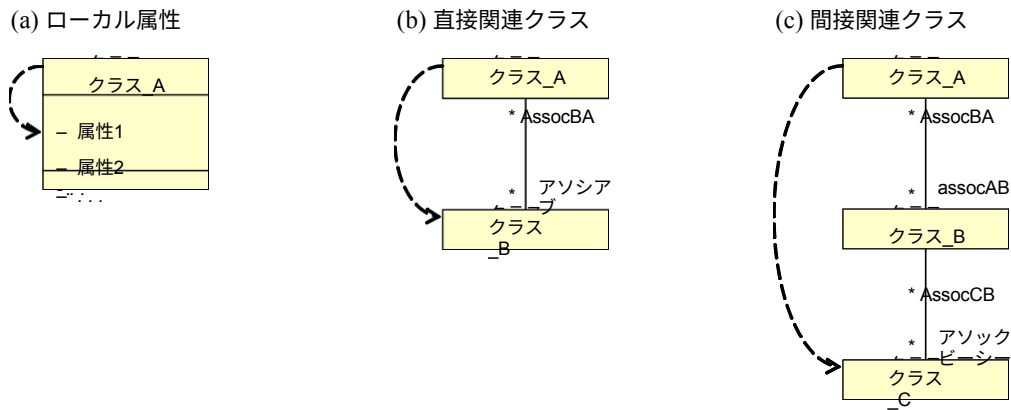 (a) ローカル属性
クラス_A
– 属性1
– 属性2
(b) 直接関連クラス
クラス_A
* AssocBA
* アソシア
ブ
クラス
_B
(c) 間接関連クラス
クラス_A
* AssocBA
* assocAB
クラス_B
* AssocCB
* アソック
ビーシー
クラス
_C